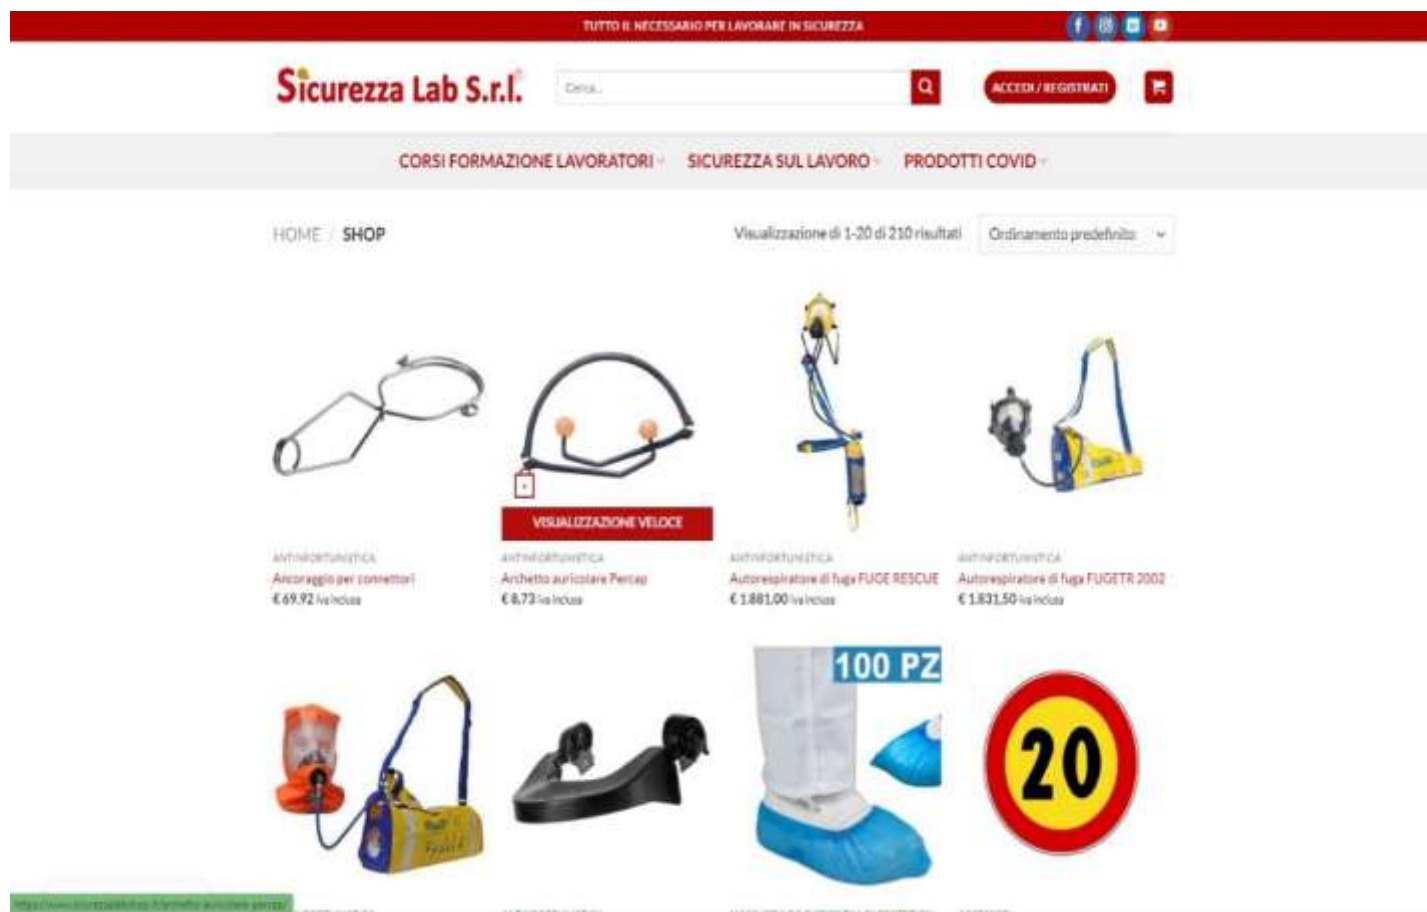 TUTTO IL NECESSARIO PER LAVORARE IN SICUREZZA
Sicurezza Lab S.r.l.
Cerca...
ACCEDI / REGISTRATI
CORSI FORMAZIONE LAVORATORI
SICUREZZA SUL LAVORO
PRODOTTI COVID
HOME / SHOP
Visualizzazione di 1-20 di 210 risultati
Ordinamento predefinito
VISUALIZZAZIONE VELOCE
ANTINFORTUNISTICA
Ancoraggio per connettori
€ 69,92 iva inclusa
ANTINFORTUNISTICA
Archetto auricolare Percap
€ 8,73 iva inclusa
ANTINFORTUNISTICA
Autorespiratore di fuga FUGE RESCUE
€ 1.881,00 iva inclusa
ANTINFORTUNISTICA
Autorespiratore di fuga FUGETR 2002
€ 1.831,50 iva inclusa
100 PZ
20